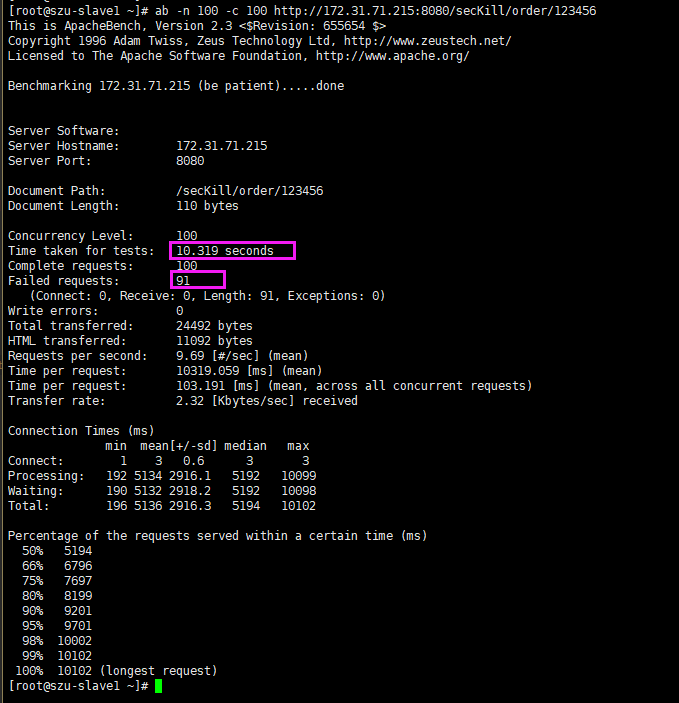 [root@szu-slave1 ~]# ab -n 100 -c 100 http://172.31.71.215:8080/secKill/order/123456
This is ApacheBench, Version 2.3 <$Revision: 655654 $>
Copyright 1996 Adam Twiss, Zeus Technology Ltd, http://www.zeustech.net/
Licensed to The Apache Software Foundation, http://www.apache.org/

Benchmarking 172.31.71.215 (be patient).....done


Server Software:
Server Hostname:        172.31.71.215
Server Port:            8080

Document Path:          /secKill/order/123456
Document Length:        110 bytes

Concurrency Level:      100
Time taken for tests:   10.319 seconds
Complete requests:      100
Failed requests:        91
   (Connect: 0, Receive: 0, Length: 91, Exceptions: 0)
Write errors:           0
Total transferred:      24492 bytes
HTML transferred:       11092 bytes
Requests per second:    9.69 [#/sec] (mean)
Time per request:       10319.059 [ms] (mean)
Time per request:       103.191 [ms] (mean, across all concurrent requests)
Transfer rate:          2.32 [Kbytes/sec] received

Connection Times (ms)
              min  mean[+/-sd] median   max
Connect:        1    3   0.6      3       3
Processing:   192 5134 2916.1   5192   10099
Waiting:      190 5132 2918.2   5192   10098
Total:        196 5136 2916.3   5194   10102

Percentage of the requests served within a certain time (ms)
  50%   5194
  66%   6796
  75%   7697
  80%   8199
  90%   9201
  95%   9701
  98%  10002
  99%  10102
 100%  10102 (longest request)
[root@szu-slave1 ~]#